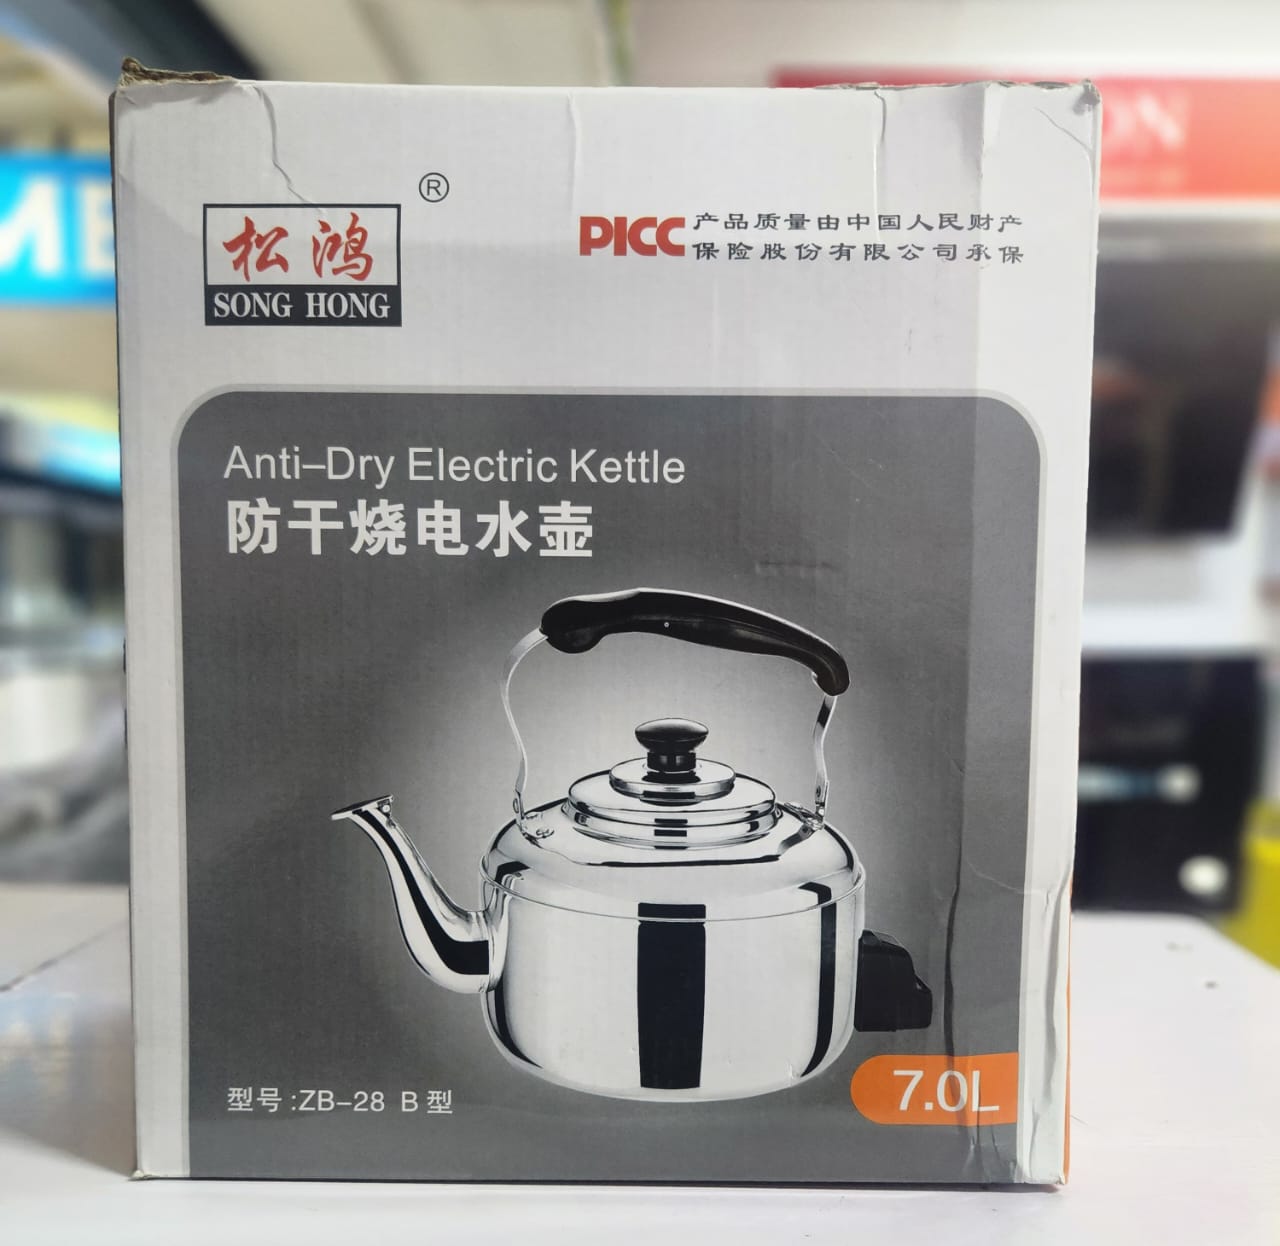 松鸿
®
SONG HONG
PICC 产品质量由中国人民财产
保险股份有限公司承保
Anti-Dry Electric Kettle
防干烧电水壶
型号:ZB-28 B型
7.0L